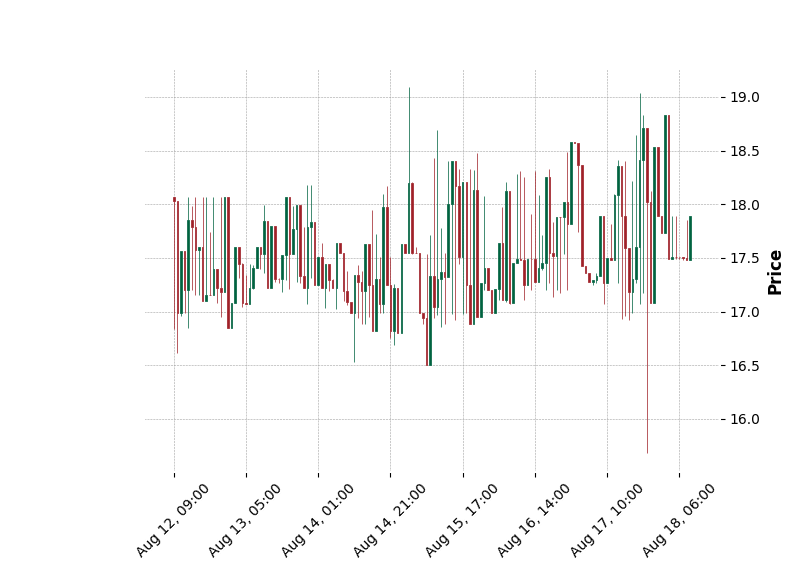 19.0
18.5
18.0
17.5
17.0
16.5
16.0
Price
Aug 12, 09:00
Aug 13, 05:00
Aug 14, 01:00
Aug 14, 21:00
Aug 15, 17:00
Aug 16, 14:00
Aug 17, 10:00
Aug 18, 06:00